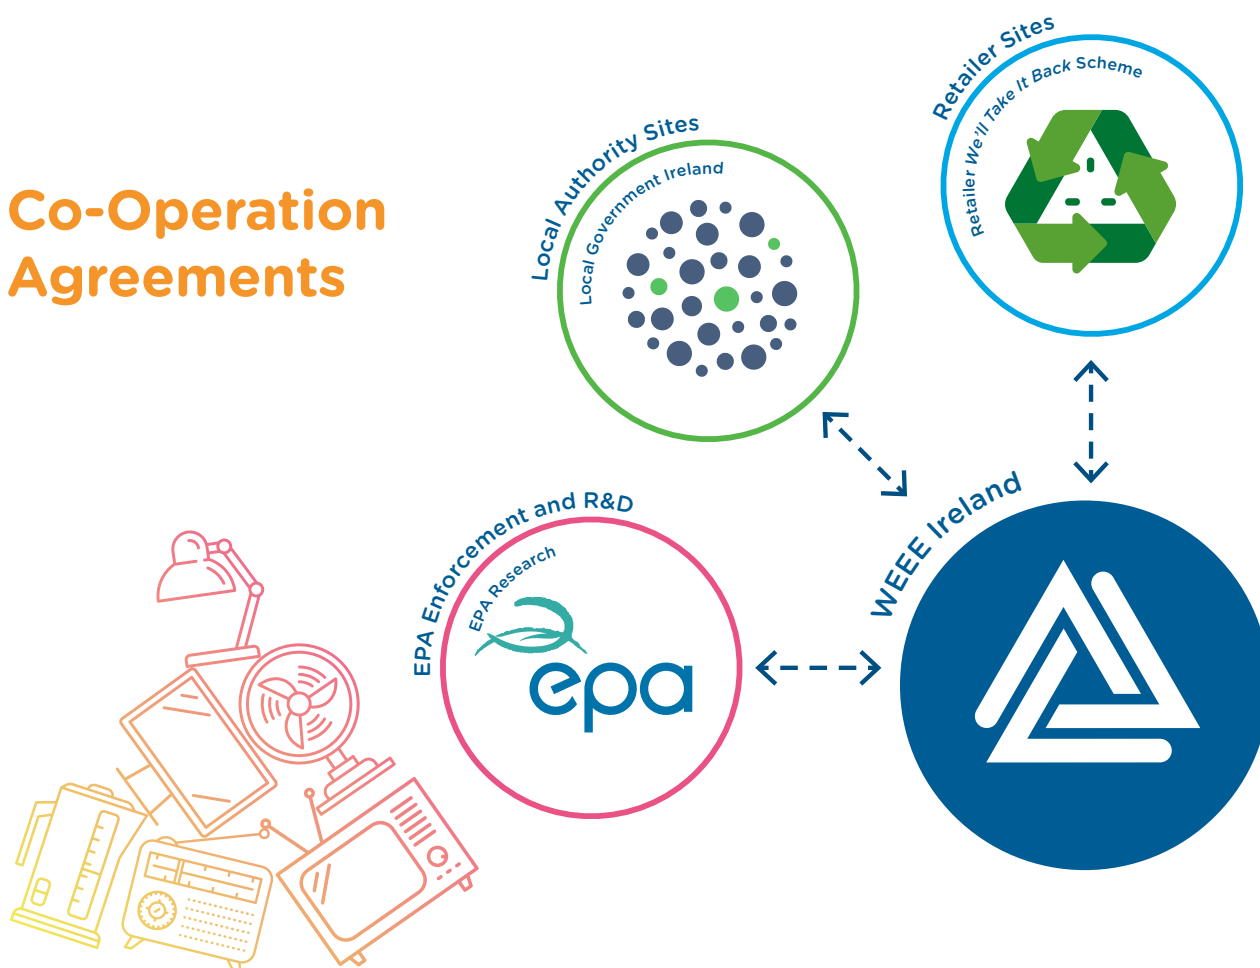 Co-Operation
Agreements
Retailer Sites
Retailer We'll Take It Back Scheme
Local Authority Sites
Local Government Ireland
EPA Enforcement and R&D
EPA Research
epa
WEEE Ireland